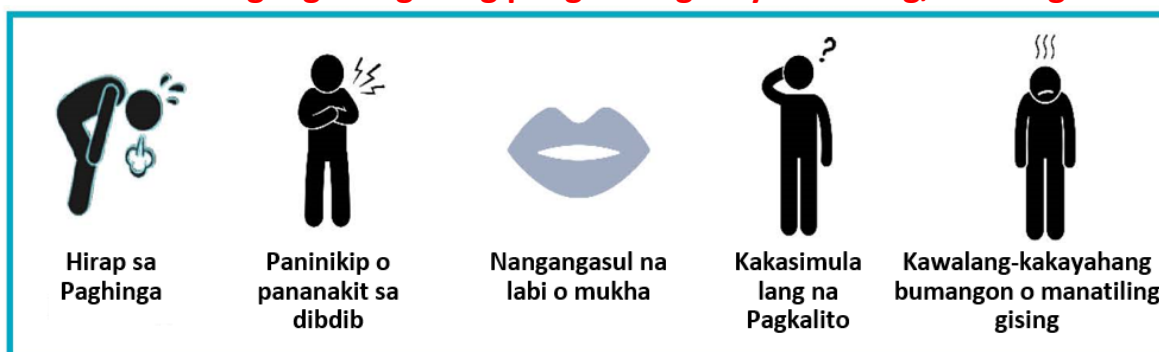 Hirap sa
Paghinga
Paninikip o
pananakit sa
dibdib
Nangangasul na
labi o mukha
?
Kakasimula
lang na
Pagkalito
Kawalang-kakayahang
bumangon o manatiling
gising